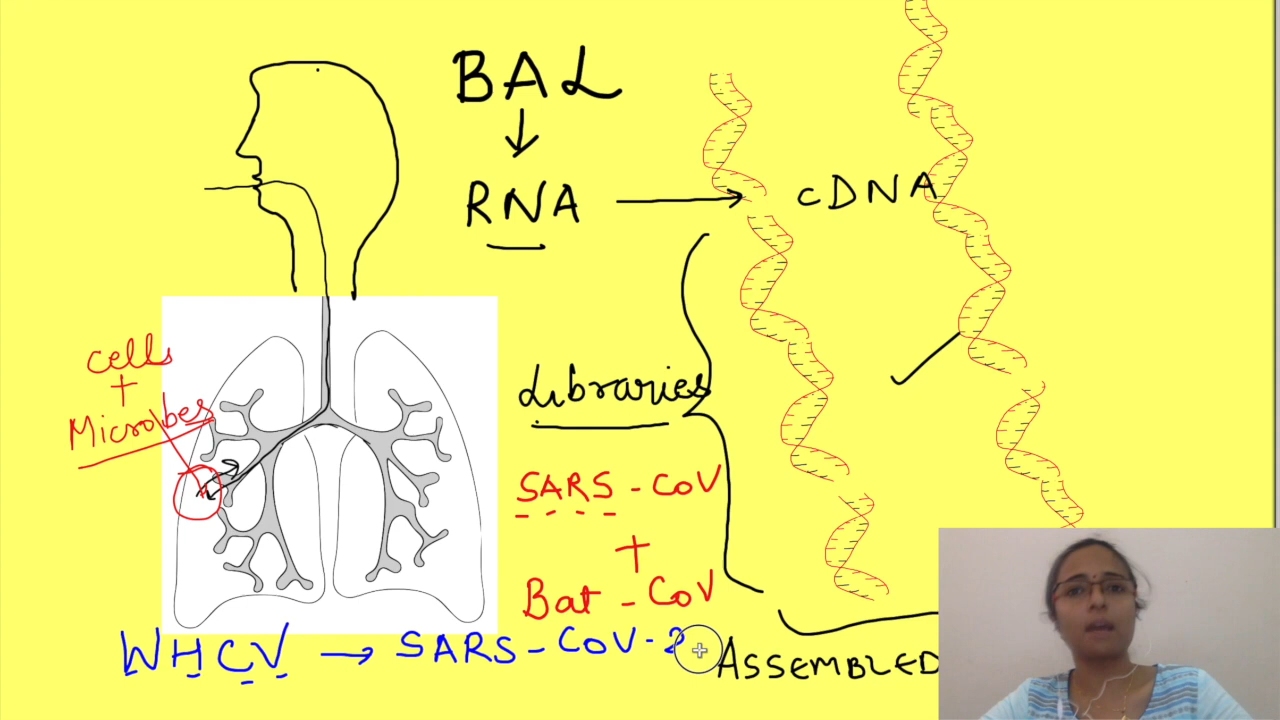 BAL
RNA
cDNA
cells
+
Microbes
Libraries
SARS-CoV
+
Bat-CoV
WHCV → SARS-CoV-2
ASSEMBLED